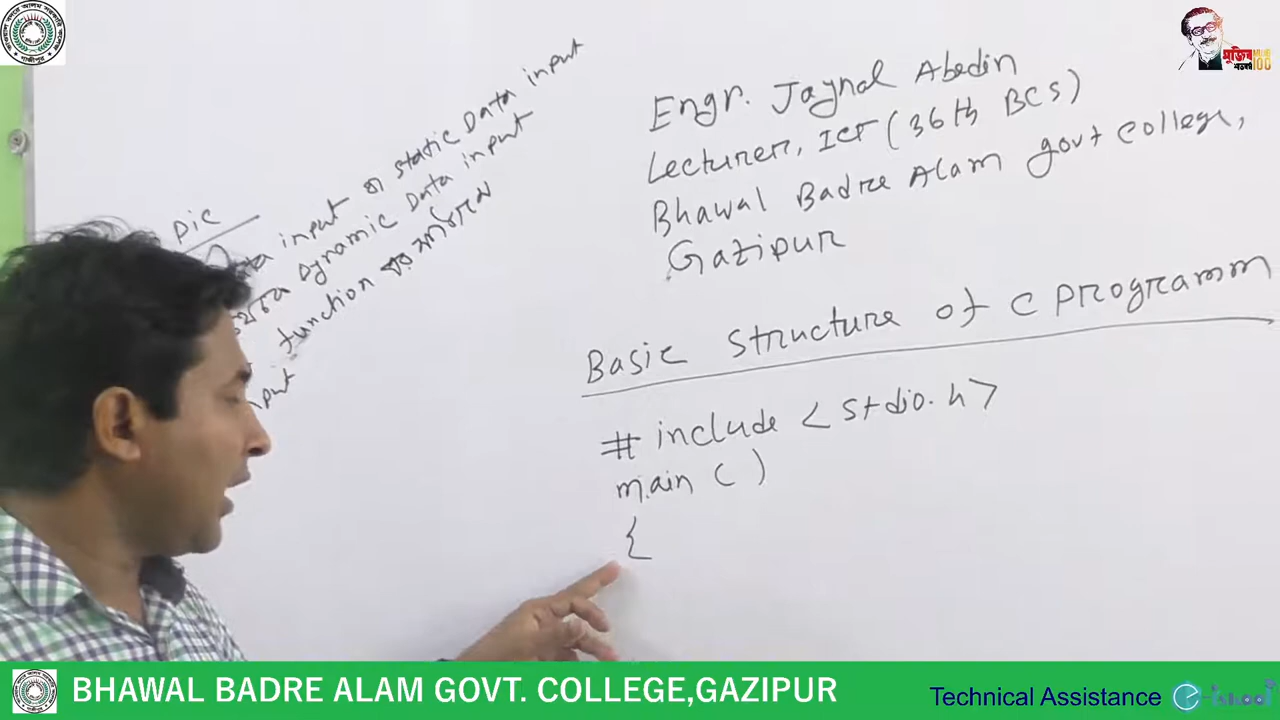 মুজিব
শতবর্ষ 100
Engr. Jaynal Abedin
Lecturer, ICT (36th BCS)
Bhawal Badre Alam govt college,
Gazipur
Pic
Data input বা static Data input
Dynamic Data input
function এর
Basic structure of C programm
# include < stdio.h >
main ( )
{
BHAWAL BADRE ALAM GOVT. COLLEGE,GAZIPUR
Technical Assistance